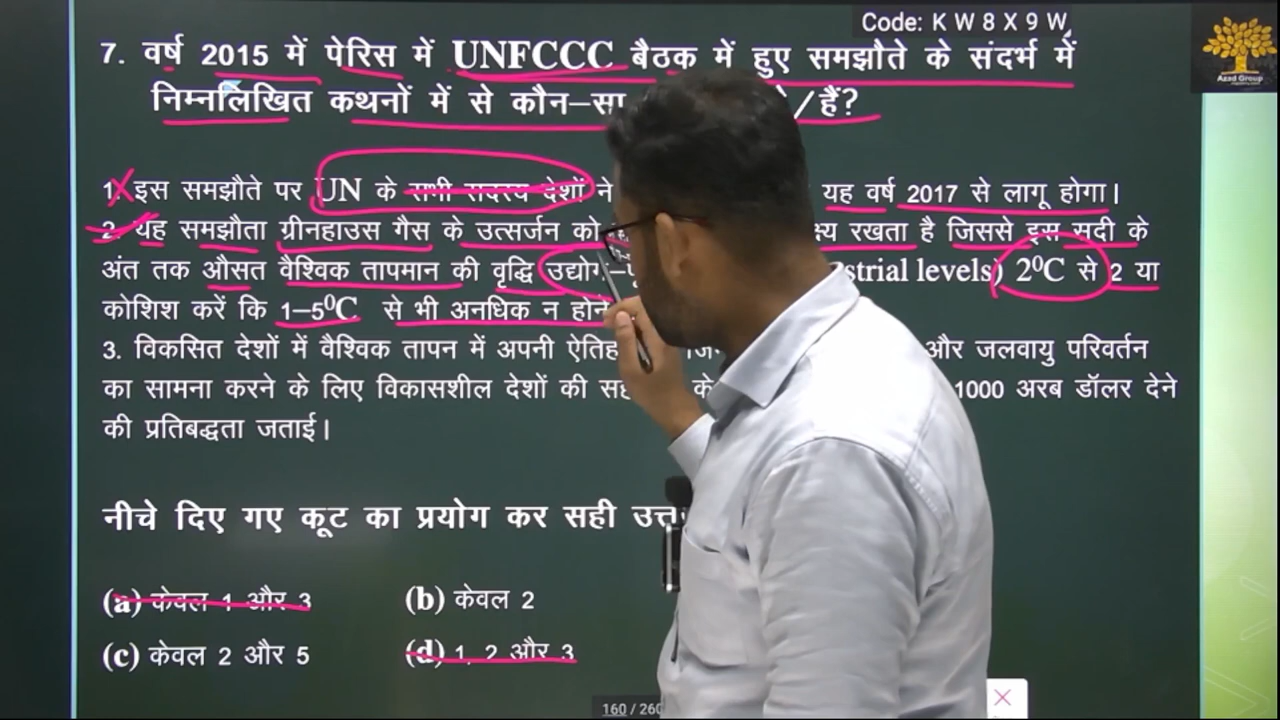 Code: K W 8 X 9 W
Azad Group
7. वर्ष 2015 में पेरिस में UNFCCC बैठक में हुए समझौते के संदर्भ में
निम्नलिखित कथनों में से कौन–सा /हैं?
1. इस समझौते पर UN के सभी सदस्य देशों ने यह वर्ष 2017 से लागू होगा।
2. यह समझौता ग्रीनहाउस गैस के उत्सर्जन को रखता है जिससे इस सदी के
अंत तक औसत वैश्विक तापमान की वृद्धि उद्योग– levels) 2⁰C से 2 या
कोशिश करें कि 1–5⁰C से भी अनधिक न होने
3. विकसित देशों में वैश्विक तापन में अपनी और जलवायु परिवर्तन
का सामना करने के लिए विकासशील देशों की 1000 अरब डॉलर देने
की प्रतिबद्धता जताई।
नीचे दिए गए कूट का प्रयोग कर सही
(a) केवल 1 और 3 (b) केवल 2
(c) केवल 2 और 5 (d) 1, 2 और 3
160 / 260